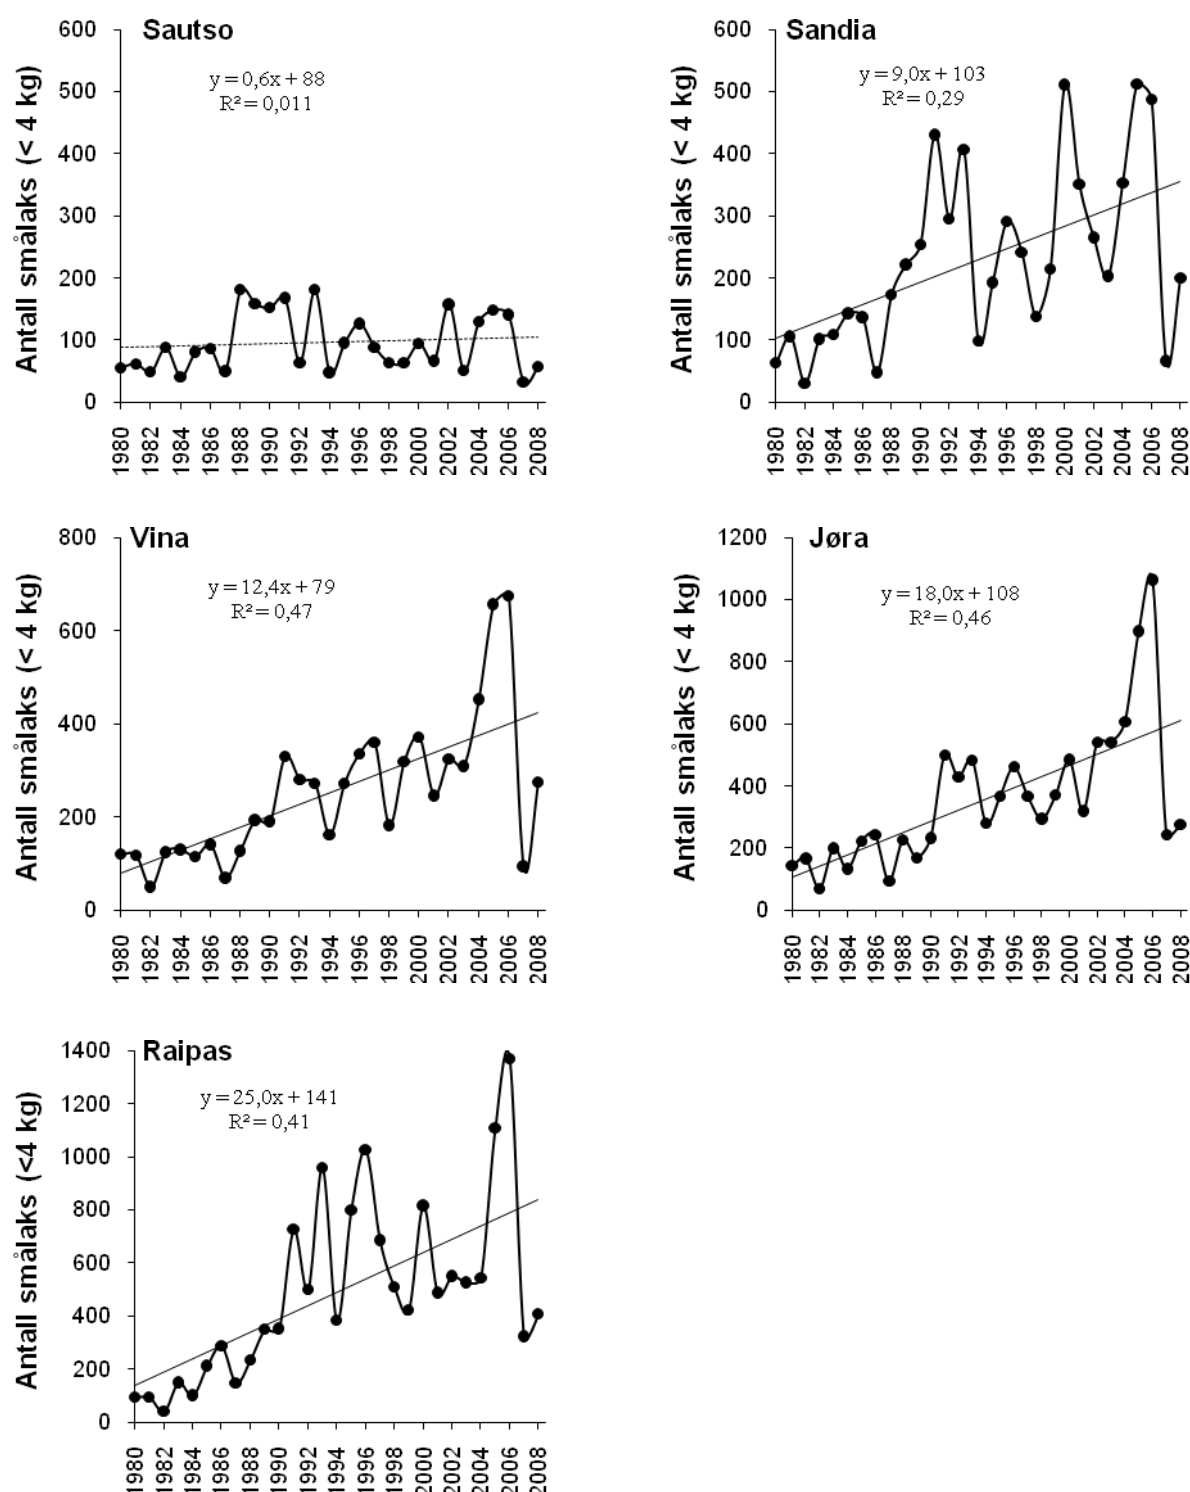 Sautso
y = 0,6x + 88
R² = 0,011
Antall smålaks (< 4 kg)
600
500
400
300
200
100
0
1980 1982 1984 1986 1988 1990 1992 1994 1996 1998 2000 2002 2004 2006 2008
Sandia
y = 9,0x + 103
R² = 0,29
Antall smålaks (< 4 kg)
600
500
400
300
200
100
0
1980 1982 1984 1986 1988 1990 1992 1994 1996 1998 2000 2002 2004 2006 2008
Vina
y = 12,4x + 79
R² = 0,47
Antall smålaks (< 4 kg)
800
600
400
200
0
1980 1982 1984 1986 1988 1990 1992 1994 1996 1998 2000 2002 2004 2006 2008
Jøra
y = 18,0x + 108
R² = 0,46
Antall smålaks (< 4 kg)
1200
1000
800
600
400
200
0
1980 1982 1984 1986 1988 1990 1992 1994 1996 1998 2000 2002 2004 2006 2008
Raipas
y = 25,0x + 141
R² = 0,41
Antall smålaks (<4 kg)
1400
1200
1000
800
600
400
200
0
1980 1982 1984 1986 1988 1990 1992 1994 1996 1998 2000 2002 2004 2006 2008